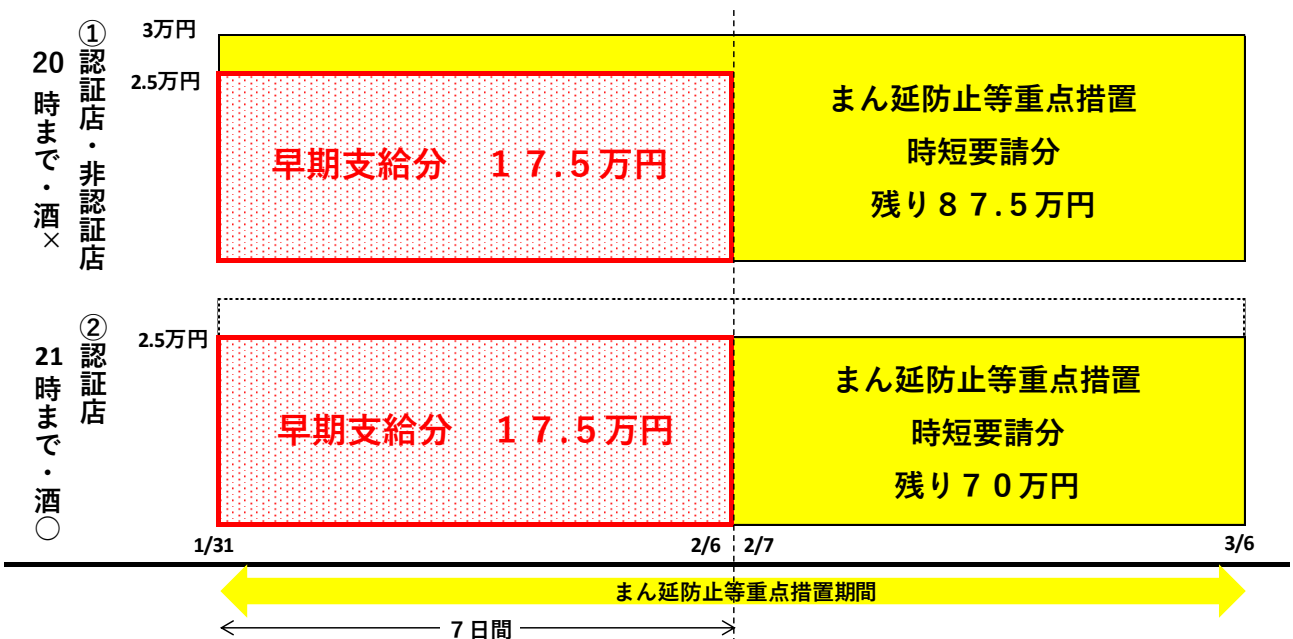 ①認証店・非認証店
20時まで・酒×
3万円
2.5万円
早期支給分　１７.５万円
まん延防止等重点措置
時短要請分
残り８７.５万円
②認証店
21時まで・酒○
2.5万円
早期支給分　１７.５万円
まん延防止等重点措置
時短要請分
残り７０万円
1/31
2/6
2/7
3/6
まん延防止等重点措置期間
７日間